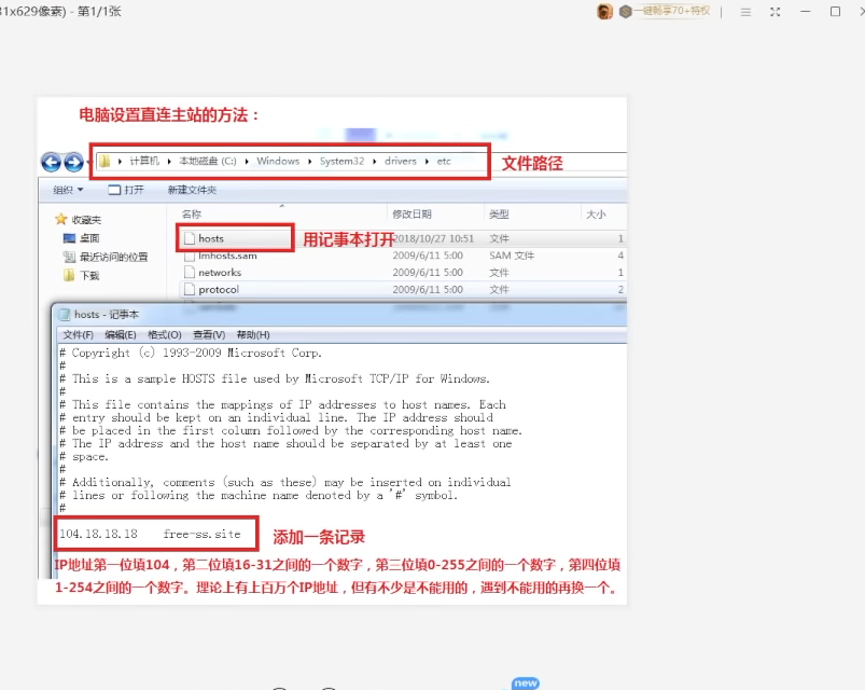 31x629像素) - 第1/1张
一键畅享70+特权
电脑设置直连主站的方法：
计算机 本地磁盘 (C:) Windows System32 drivers etc
文件路径
组织 打开 新建文件夹
名称 修改日期 类型 大小
收藏夹
桌面
最近访问的位置
下载
hosts 用记事本打开 2018/10/27 10:51 文件 1
lmhosts.sam 2009/6/11 5:00 SAM 文件 4
networks 2009/6/11 5:00 文件 1
protocol 2009/6/11 5:00 文件 2
hosts - 记事本
文件(F) 编辑(E) 格式(O) 查看(V) 帮助(H)
# Copyright (c) 1993-2009 Microsoft Corp.
#
# This is a sample HOSTS file used by Microsoft TCP/IP for Windows.
#
# This file contains the mappings of IP addresses to host names. Each
# entry should be kept on an individual line. The IP address should
# be placed in the first column followed by the corresponding host name.
# The IP address and the host name should be separated by at least one
# space.
#
# Additionally, comments (such as these) may be inserted on individual
# lines or following the machine name denoted by a '#' symbol.
#
104.18.18.18 free-ss.site 添加一条记录
IP地址第一位填104，第二位填16-31之间的一个数字，第三位填0-255之间的一个数字，第四位填
1-254之间的一个数字。理论上有上百万个IP地址，但有不少是不能用的，遇到不能用的再换一个。
new